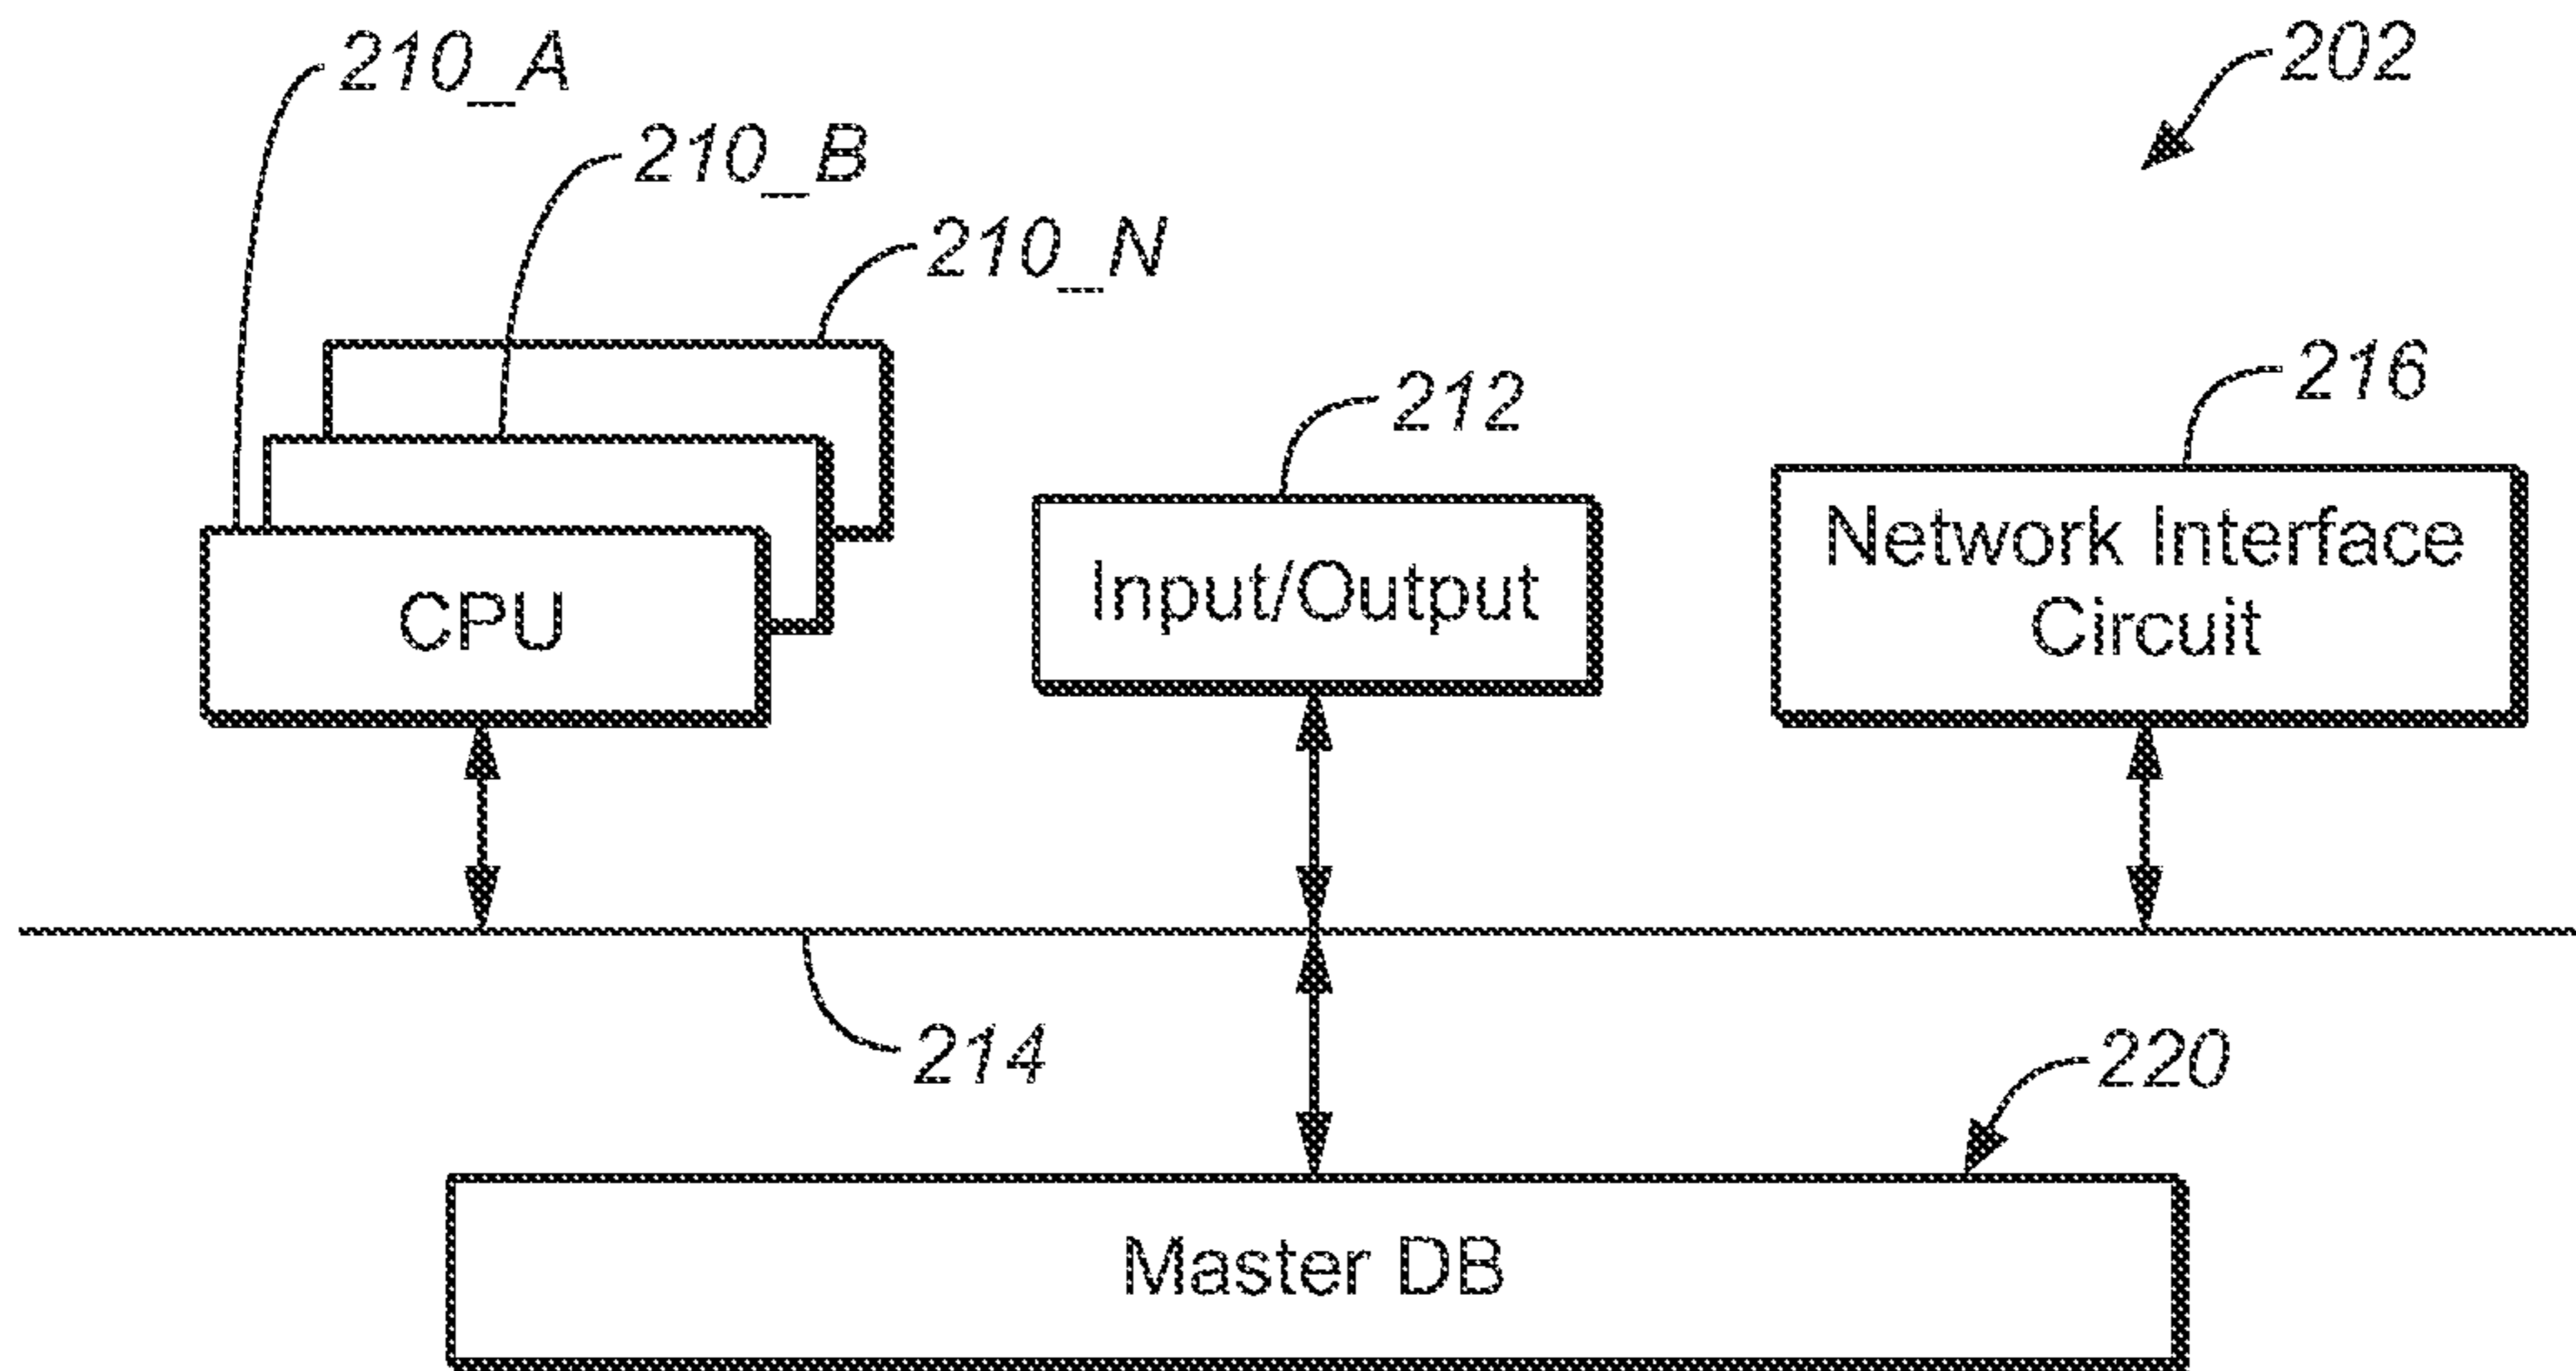 210_A
202
210_B
210_N
212
216
Network Interface
Circuit
Input/Output
CPU
214
220
Master DB